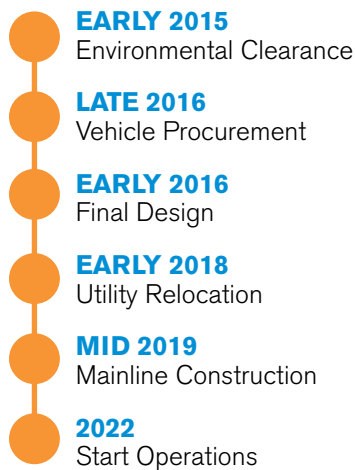 EARLY 2015
Environmental Clearance
LATE 2016
Vehicle Procurement
EARLY 2016
Final Design
EARLY 2018
Utility Relocation
MID 2019
Mainline Construction
2022
Start Operations